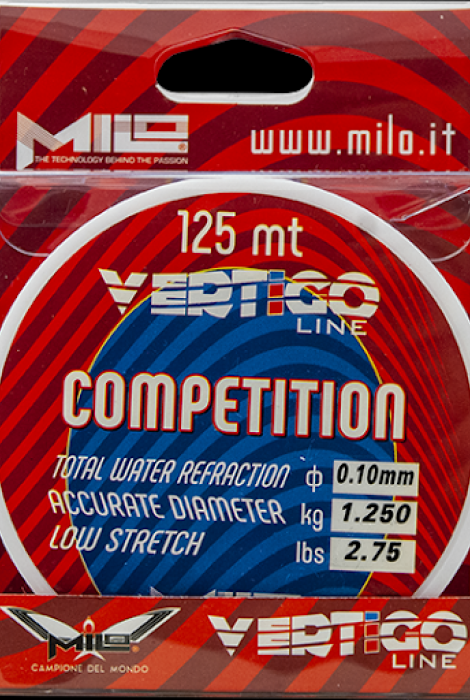 MILO®
THE TECHNOLOGY BEHIND THE PASSION
www.milo.it
125 mt
VERTIGO
LINE
COMPETITION
TOTAL WATER REFRACTION ϕ 0.10mm
ACCURATE DIAMETER kg 1.250
LOW STRETCH lbs 2.75
MILO
CAMPIONE DEL MONDO
VERTIGO
LINE